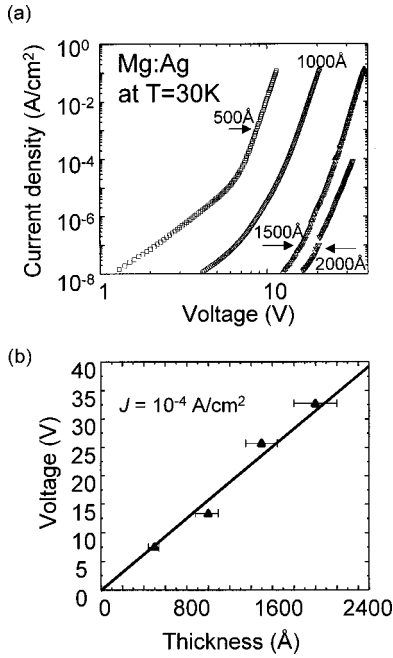 (a)
10⁰
10⁻²
10⁻⁴
10⁻⁶
10⁻⁸
Current density (A/cm²)
Mg:Ag
at T=30K
500Å
1000Å
1500Å
2000Å
1
10
Voltage (V)
(b)
40
35
30
25
20
15
10
5
0
Voltage (V)
J = 10⁻⁴ A/cm²
0
800
1600
2400
Thickness (Å)